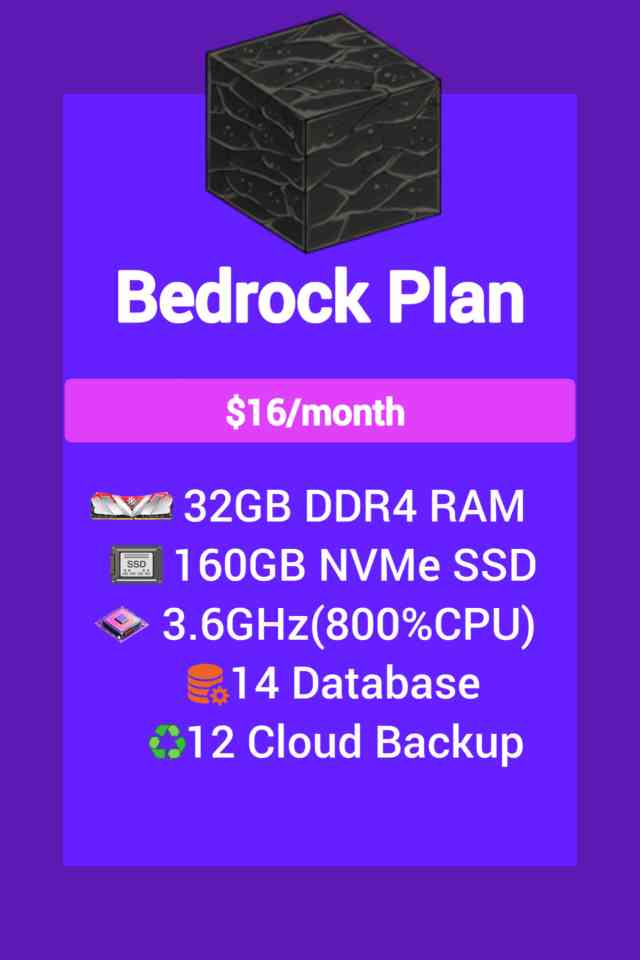 Bedrock Plan
$16/month
32GB DDR4 RAM
SSD
160GB NVMe SSD
3.6GHz(800%CPU)
14 Database
12 Cloud Backup